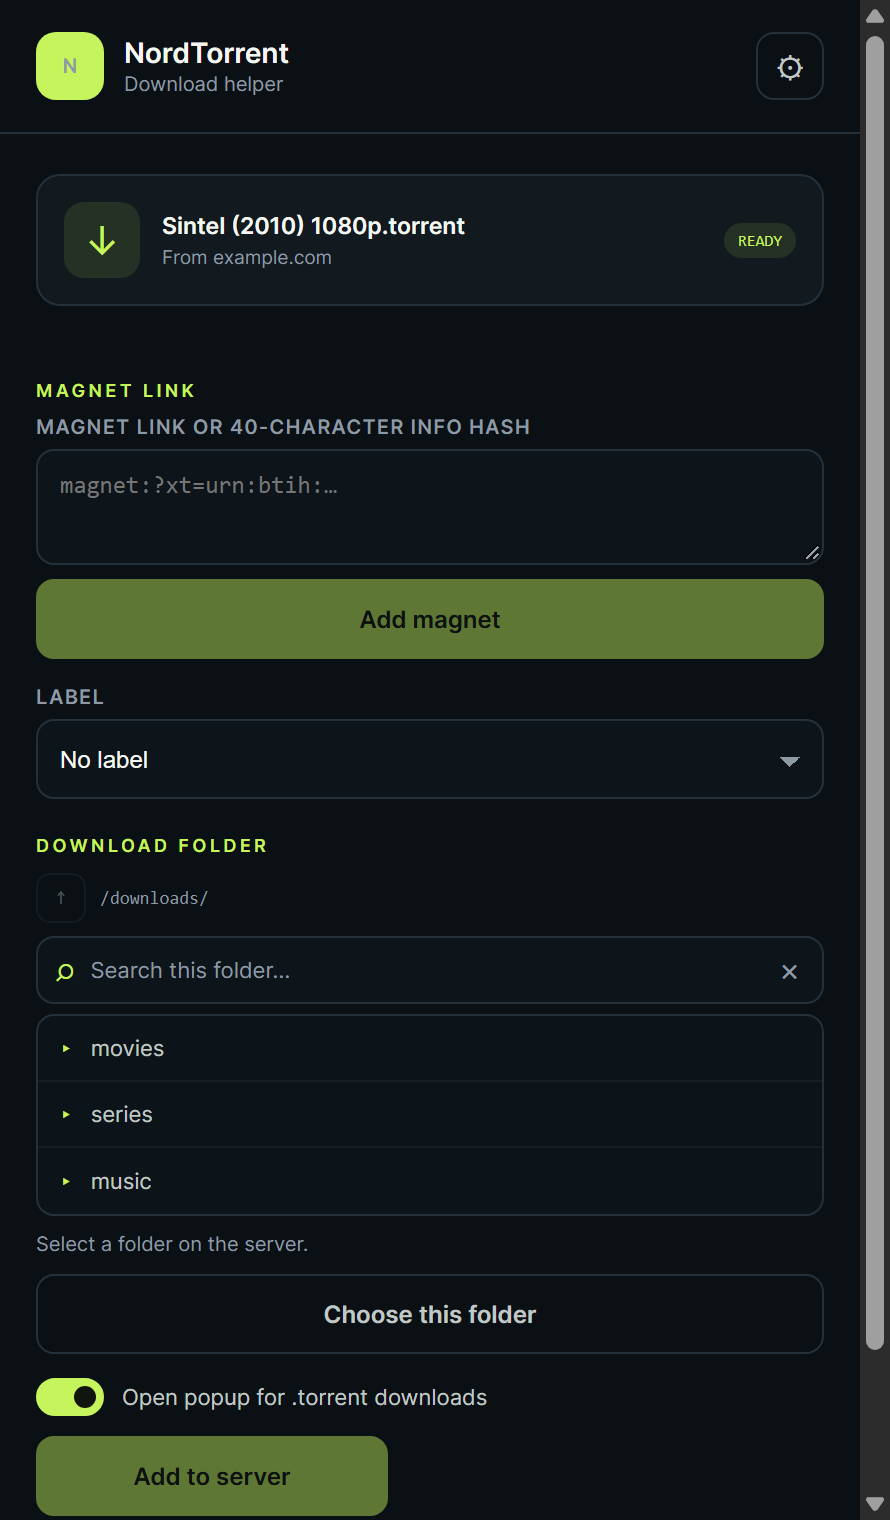 N
NordTorrent
Download helper
Sintel (2010) 1080p.torrent
From example.com
READY
MAGNET LINK
MAGNET LINK OR 40-CHARACTER INFO HASH
magnet:?xt=urn:btih:…
Add magnet
LABEL
No label
DOWNLOAD FOLDER
↑ /downloads/
Search this folder...
movies
series
music
Select a folder on the server.
Choose this folder
Open popup for .torrent downloads
Add to server